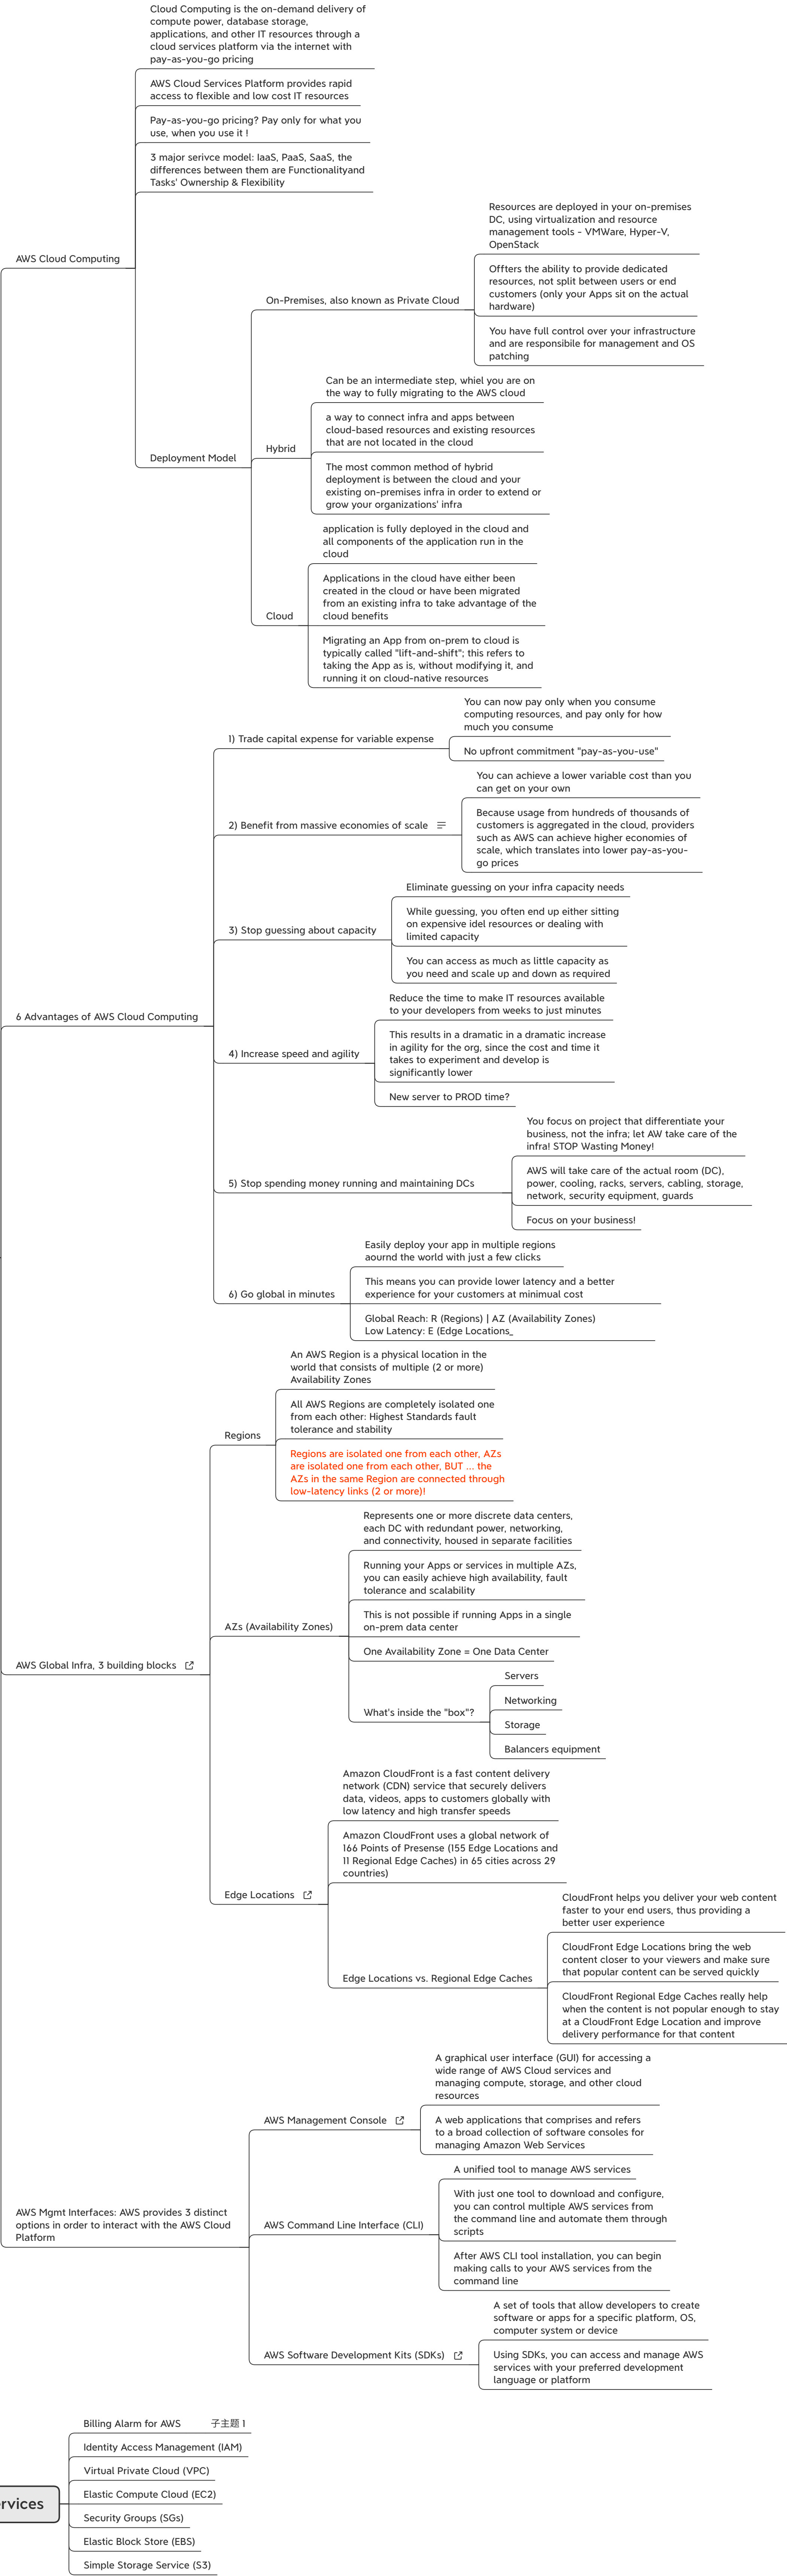 Cloud Computing is the on-demand delivery of
compute power, database storage,
applications, and other IT resources through a
cloud services platform via the internet with
pay-as-you-go pricing
AWS Cloud Services Platform provides rapid
access to flexible and low cost IT resources
Pay-as-you-go pricing? Pay only for what you
use, when you use it !
3 major serivce model: IaaS, PaaS, SaaS, the
differences between them are Functionalityand
Tasks' Ownership & Flexibility
AWS Cloud Computing
Resources are deployed in your on-premises
DC, using virtualization and resource
management tools - VMWare, Hyper-V,
OpenStack
Offters the ability to provide dedicated
resources, not split between users or end
customers (only your Apps sit on the actual
hardware)
On-Premises, also known as Private Cloud
You have full control over your infrastructure
and are responsibile for management and OS
patching
Can be an intermediate step, whiel you are on
the way to fully migrating to the AWS cloud
a way to connect infra and apps between
cloud-based resources and existing resources
that are not located in the cloud
Hybrid
Deployment Model
The most common method of hybrid
deployment is between the cloud and your
existing on-premises infra in order to extend or
grow your organizations' infra
application is fully deployed in the cloud and
all components of the application run in the
cloud
Applications in the cloud have either been
created in the cloud or have been migrated
from an existing infra to take advantage of the
cloud benefits
Cloud
Migrating an App from on-prem to cloud is
typically called "lift-and-shift"; this refers to
taking the App as is, without modifying it, and
running it on cloud-native resources
You can now pay only when you consume
computing resources, and pay only for how
much you consume
1) Trade capital expense for variable expense
No upfront commitment "pay-as-you-use"
You can achieve a lower variable cost than you
can get on your own
2) Benefit from massive economies of scale
Because usage from hundreds of thousands of
customers is aggregated in the cloud, providers
such as AWS can achieve higher economies of
scale, which translates into lower pay-as-you-
go prices
Eliminate guessing on your infra capacity needs
While guessing, you often end up either sitting
on expensive idel resources or dealing with
limited capacity
3) Stop guessing about capacity
You can access as much as little capacity as
you need and scale up and down as required
6 Advantages of AWS Cloud Computing
Reduce the time to make IT resources available
to your developers from weeks to just minutes
This results in a dramatic in a dramatic increase
in agility for the org, since the cost and time it
takes to experiment and develop is
significantly lower
4) Increase speed and agility
New server to PROD time?
You focus on project that differentiate your
business, not the infra; let AW take care of the
infra! STOP Wasting Money!
AWS will take care of the actual room (DC),
power, cooling, racks, servers, cabling, storage,
network, security equipment, guards
5) Stop spending money running and maintaining DCs
Focus on your business!
Easily deploy your app in multiple regions
aournd the world with just a few clicks
This means you can provide lower latency and a better
experience for your customers at minimual cost
6) Go global in minutes
Global Reach: R (Regions) | AZ (Availability Zones)
Low Latency: E (Edge Locations_
An AWS Region is a physical location in the
world that consists of multiple (2 or more)
Availability Zones
All AWS Regions are completely isolated one
from each other: Highest Standards fault
tolerance and stability
Regions
Regions are isolated one from each other, AZs
are isolated one from each other, BUT ... the
AZs in the same Region are connected through
low-latency links (2 or more)!
Represents one or more discrete data centers,
each DC with redundant power, networking,
and connectivity, housed in separate facilities
Running your Apps or services in multiple AZs,
you can easily achieve high availability, fault
tolerance and scalability
This is not possible if running Apps in a single
on-prem data center
AZs (Availability Zones)
One Availability Zone = One Data Center
AWS Global Infra, 3 building blocks
Servers
Networking
What's inside the "box"?
Storage
Balancers equipment
Amazon CloudFront is a fast content delivery
network (CDN) service that securely delivers
data, videos, apps to customers globally with
low latency and high transfer speeds
Amazon CloudFront uses a global network of
166 Points of Presense (155 Edge Locations and
11 Regional Edge Caches) in 65 cities across 29
countries)
Edge Locations
CloudFront helps you deliver your web content
faster to your end users, thus providing a
better user experience
CloudFront Edge Locations bring the web
content closer to your viewers and make sure
that popular content can be served quickly
Edge Locations vs. Regional Edge Caches
CloudFront Regional Edge Caches really help
when the content is not popular enough to stay
at a CloudFront Edge Location and improve
delivery performance for that content
A graphical user interface (GUI) for accessing a
wide range of AWS Cloud services and
managing compute, storage, and other cloud
resources
AWS Management Console
A web applications that comprises and refers
to a broad collection of software consoles for
managing Amazon Web Services
A unified tool to manage AWS services
With just one tool to download and configure,
you can control multiple AWS services from
the command line and automate them through
scripts
AWS Command Line Interface (CLI)
AWS Mgmt Interfaces: AWS provides 3 distinct
options in order to interact with the AWS Cloud
Platform
After AWS CLI tool installation, you can begin
making calls to your AWS services from the
command line
A set of tools that allow developers to create
software or apps for a specific platform, OS,
computer system or device
AWS Software Development Kits (SDKs)
Using SDKs, you can access and manage AWS
services with your preferred development
language or platform
Billing Alarm for AWS 子主题 1
Identity Access Management (IAM)
Virtual Private Cloud (VPC)
Elastic Compute Cloud (EC2)
rvices
Security Groups (SGs)
Elastic Block Store (EBS)
Simple Storage Service (S3)